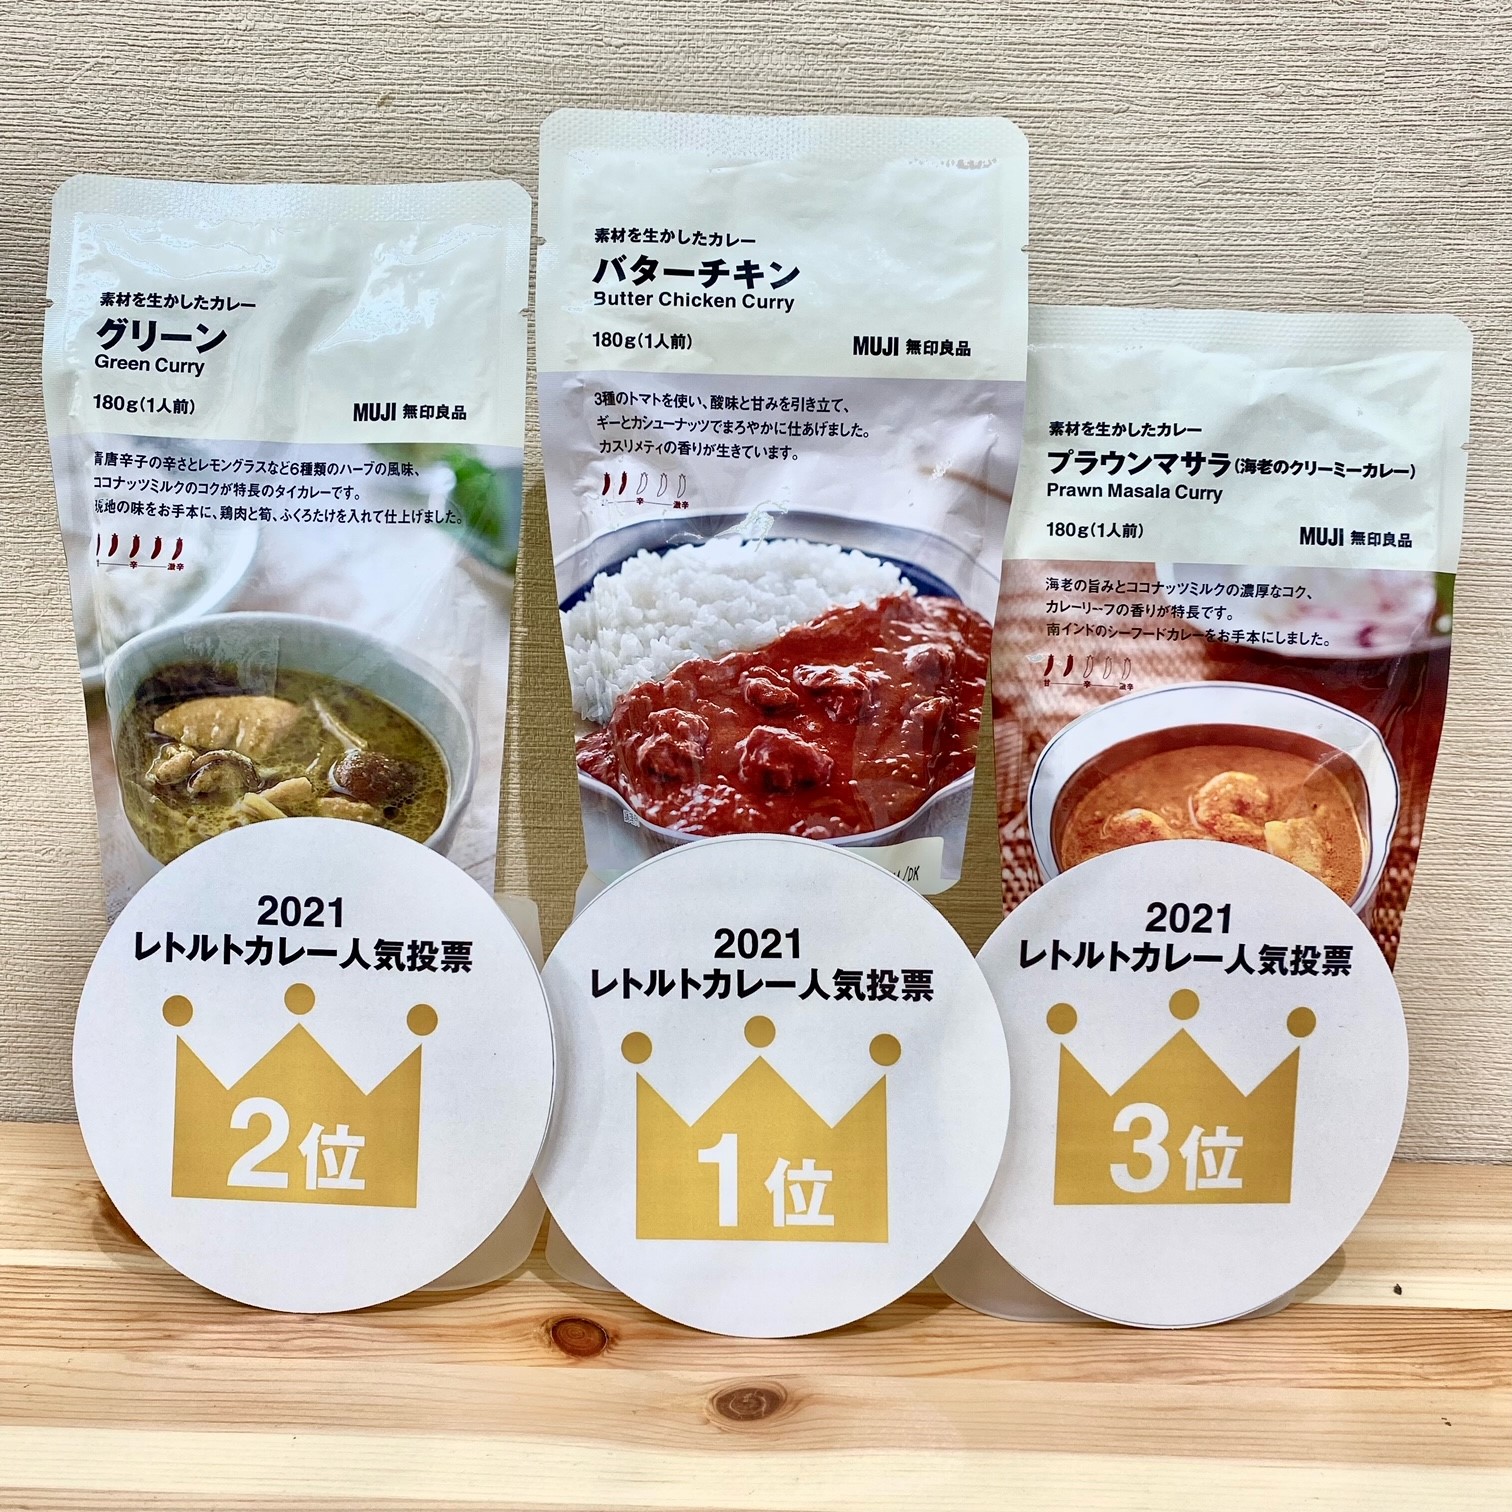 素材を生かしたカレー
グリーン
Green Curry
180g(1人前)
MUJI 無印良品
青唐辛子の辛さとレモングラスなど6種類のハーブの風味、
ココナッツミルクのコクが特長のタイカレーです。
現地の味をお手本に、鶏肉と筍、ふくろたけを入れて仕上げました。
辛 激辛
素材を生かしたカレー
バターチキン
Butter Chicken Curry
180g(1人前)
MUJI 無印良品
3種のトマトを使い、酸味と甘みを引き立て、
ギーとカシューナッツでまろやかに仕あげました。
カスリメティの香りが生きています。
辛 激辛
素材を生かしたカレー
プラウンマサラ(海老のクリーミーカレー)
Prawn Masala Curry
180g(1人前)
MUJI 無印良品
海老の旨みとココナッツミルクの濃厚なコク、
カレーリーフの香りが特長です。
南インドのシーフードカレーをお手本にしました。
甘 辛 激辛
2021
レトルトカレー人気投票
2位
2021
レトルトカレー人気投票
1位
2021
レトルトカレー人気投票
3位